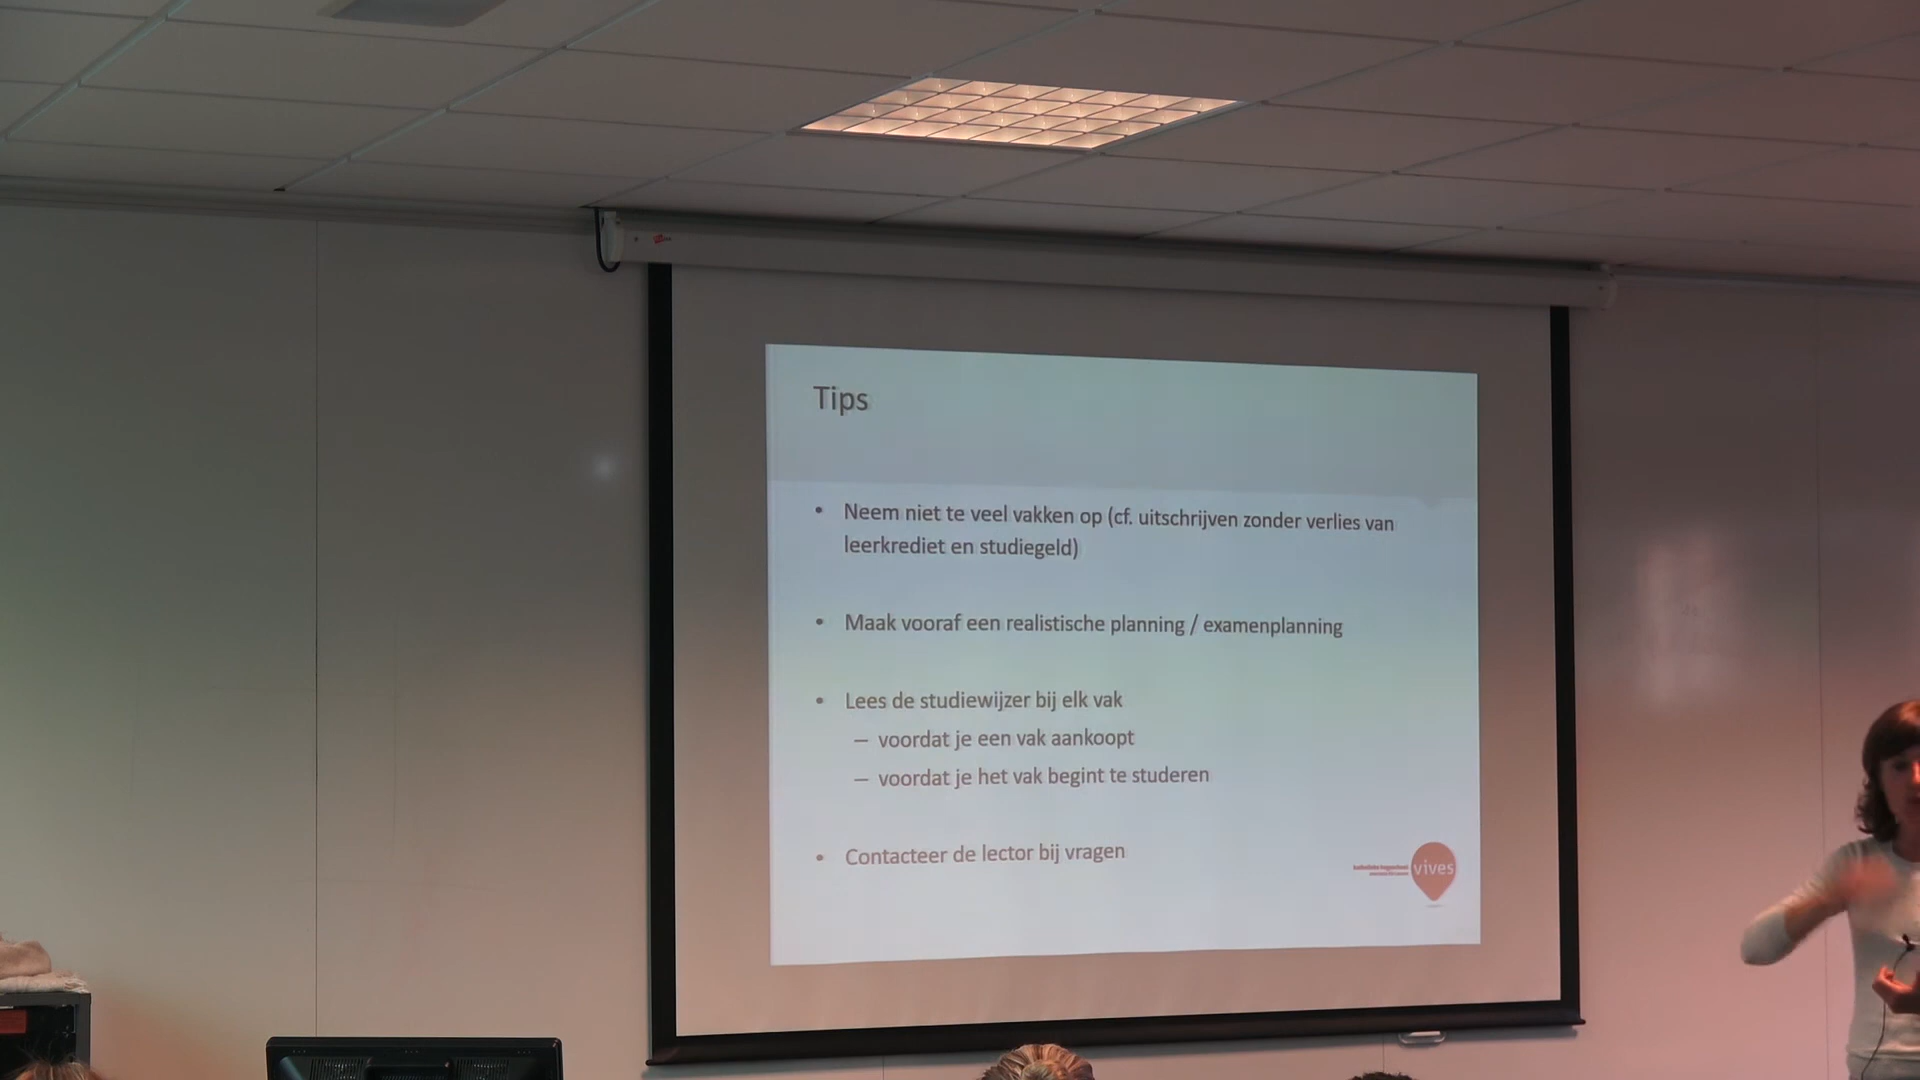 Tips
• Neem niet te veel vakken op (cf. uitschrijven zonder verlies van
leerkrediet en studiegeld)
• Maak vooraf een realistische planning / examenplanning
• Lees de studiewijzer bij elk vak
– voordat je een vak aankoopt
– voordat je het vak begint te studeren
• Contacteer de lector bij vragen
vives